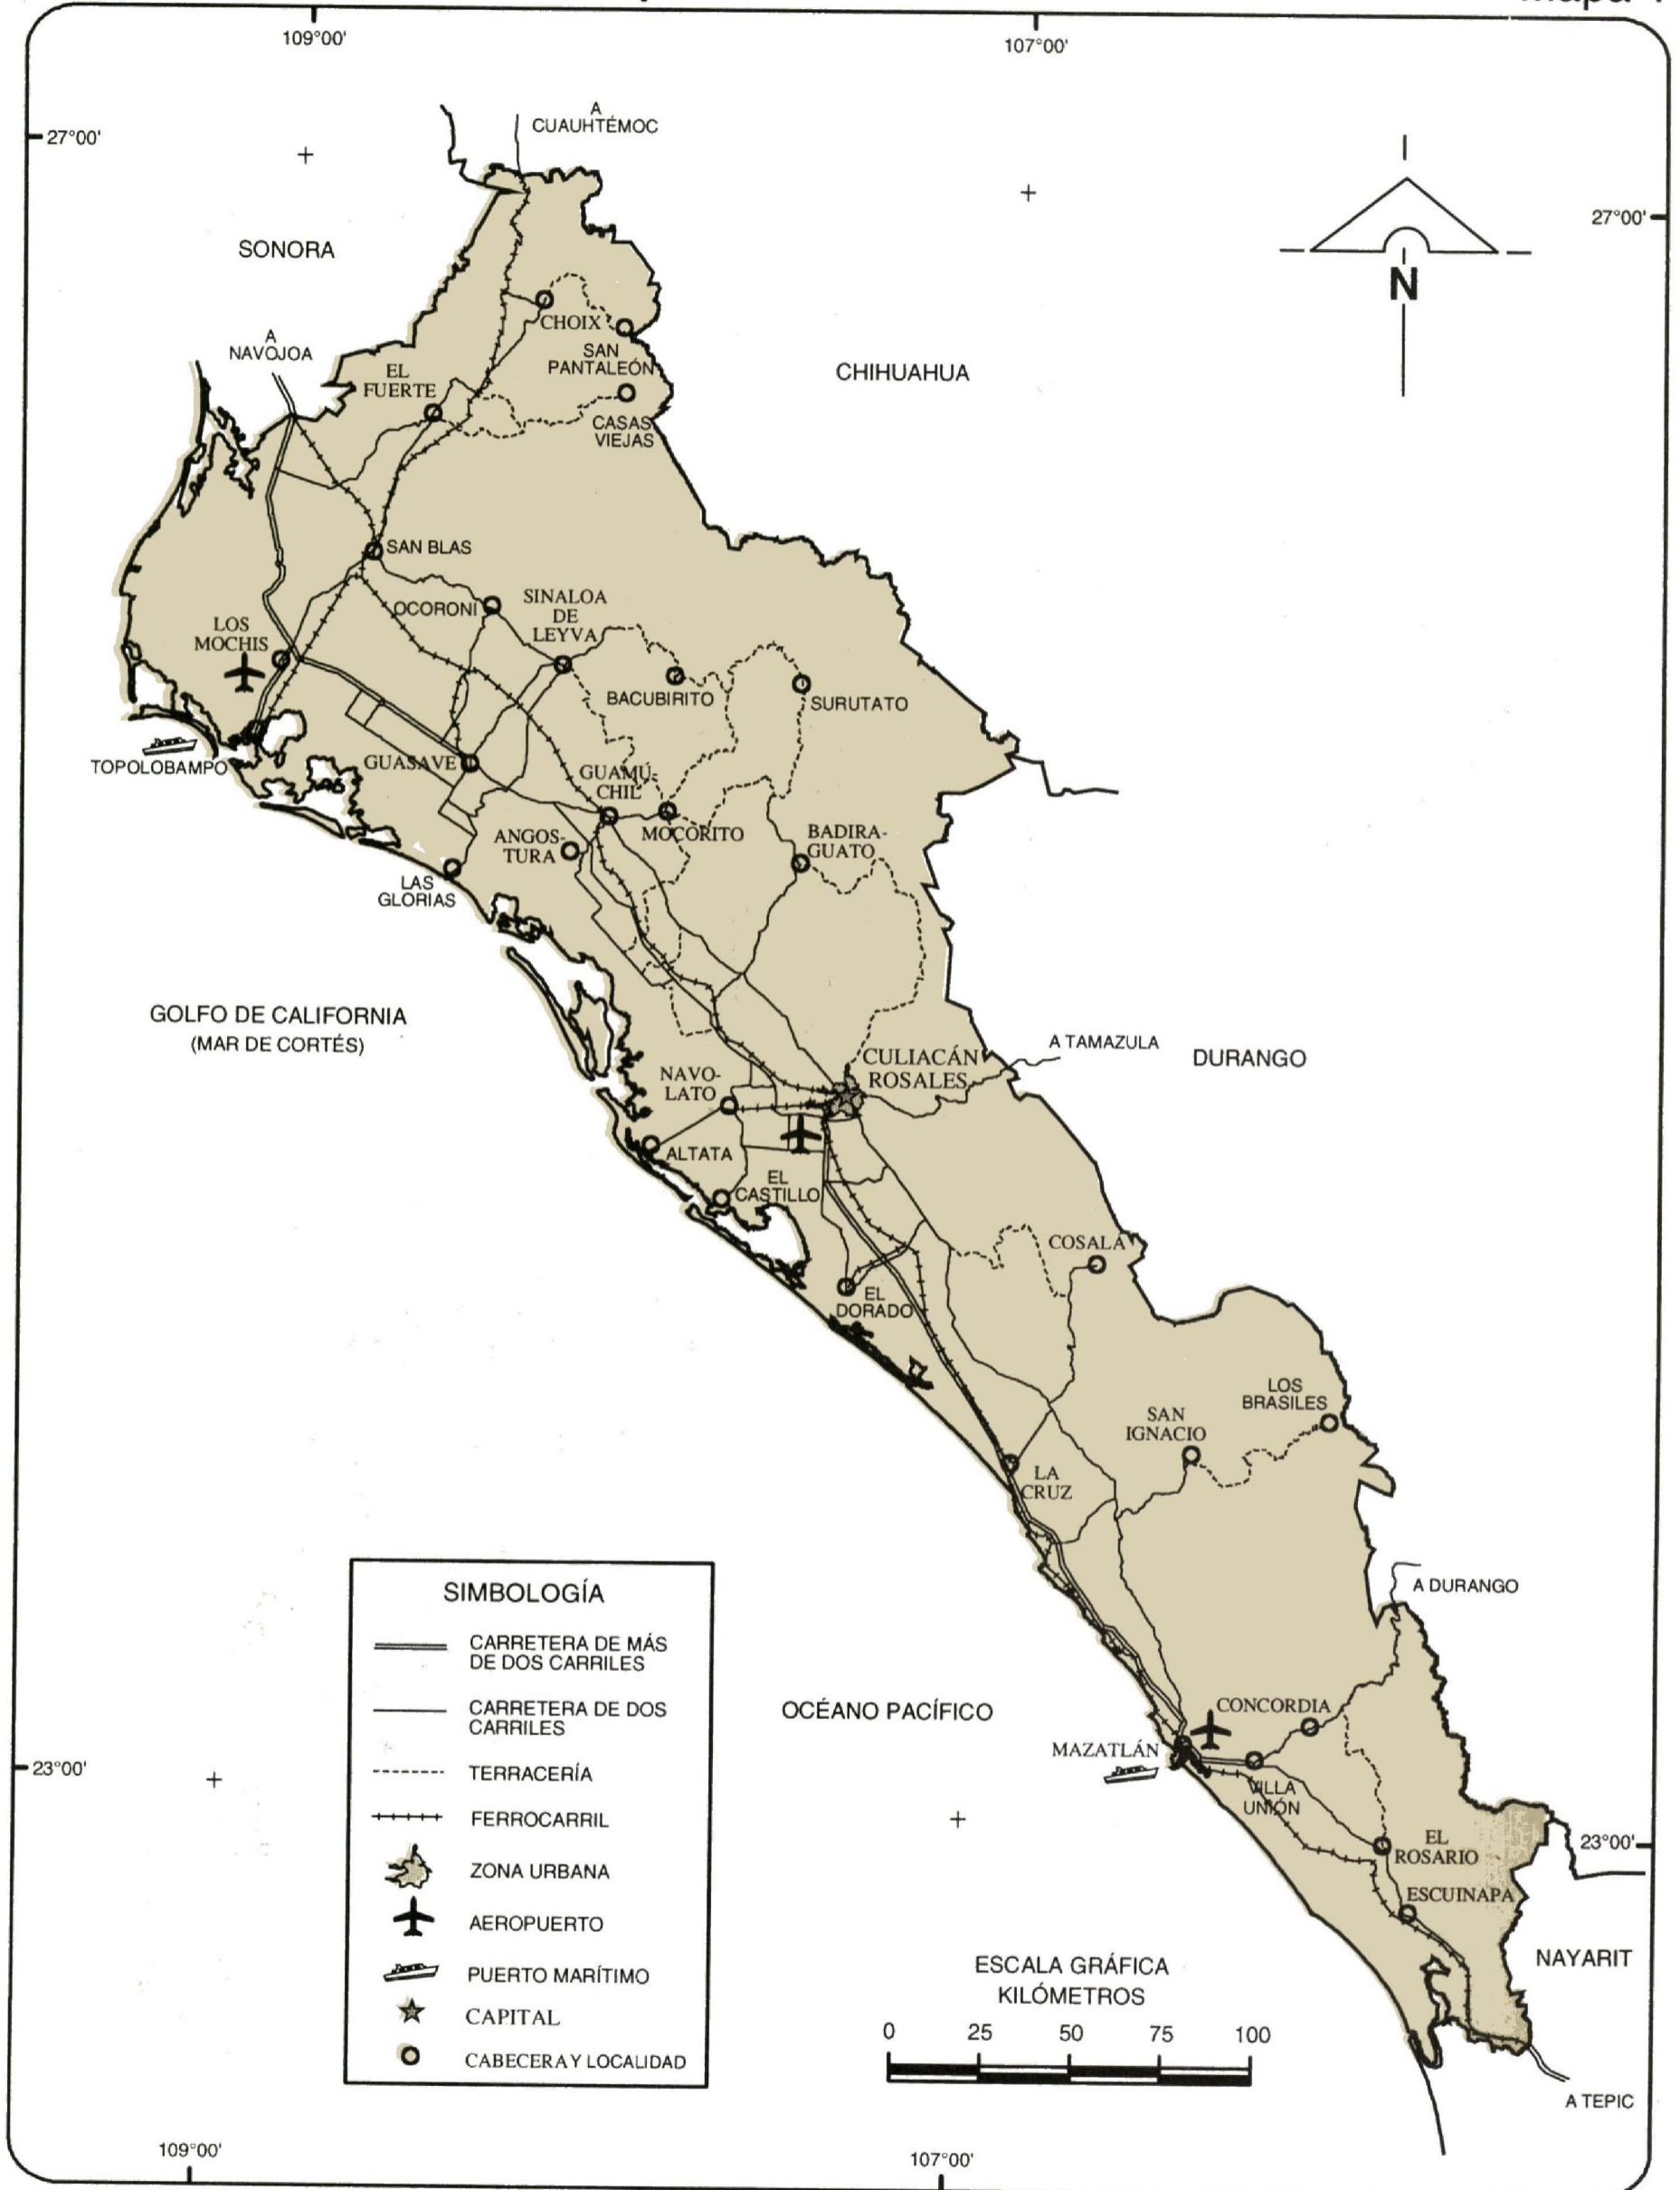 109°00'
107°00'
27°00'
A
CUAUHTÉMOC
27°00'
SONORA
N
CHOIX
A
NAVOJOA
SAN
PANTALEÓN
CHIHUAHUA
EL
FUERTE
CASAS
VIEJAS
SAN BLAS
OCORONI
SINALOA
DE
LEYVA
LOS
MOCHIS
BACUBIRITO
SURUTATO
TOPOLOBAMPO
GUASAVE
GUAMÚ-
CHIL
ANGOS-
TURA
MOCORITO
BADIRA-
GUATO
LAS
GLORIAS
GOLFO DE CALIFORNIA
(MAR DE CORTÉS)
A TAMAZULA
DURANGO
CULIACÁN
ROSALES
NAVO-
LATO
ALTATA
EL
CASTILLO
COSALÁ
EL
DORADO
LOS
BRASILES
SAN
IGNACIO
LA
CRUZ
A DURANGO
SIMBOLOGÍA
CARRETERA DE MÁS
DE DOS CARRILES
CARRETERA DE DOS
CARRILES
TERRACERÍA
FERROCARRIL
ZONA URBANA
AEROPUERTO
PUERTO MARÍTIMO
CAPITAL
CABECERA Y LOCALIDAD
OCÉANO PACÍFICO
CONCORDIA
MAZATLÁN
VILLA
UNIÓN
23°00'
23°00'
EL
ROSARIO
ESCUINAPA
NAYARIT
ESCALA GRÁFICA
KILÓMETROS
0 25 50 75 100
A TEPIC
109°00'
107°00'